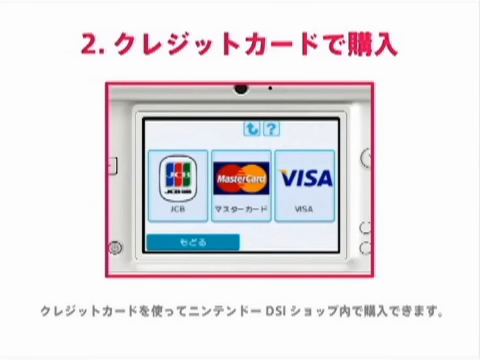 2. クレジットカードで購入
?
JCB
MasterCard
VISA
JCB
マスターカード
VISA
もどる
クレジットカードを使ってニンテンドーDSIショップ内で購入できます。